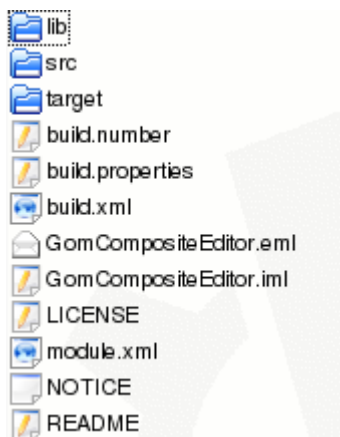 lib
src
target
build.number
build.properties
build.xml
GomCompositeEditor.eml
GomCompositeEditor.iml
LICENSE
module.xml
NOTICE
README